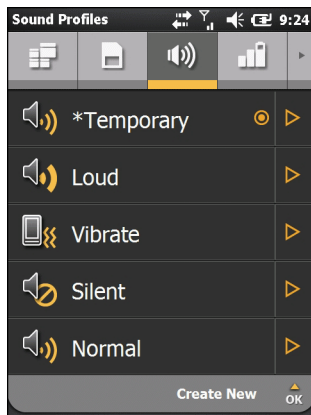 Sound Profiles 9:24
*Temporary
Loud
Vibrate
Silent
Normal
Create New OK